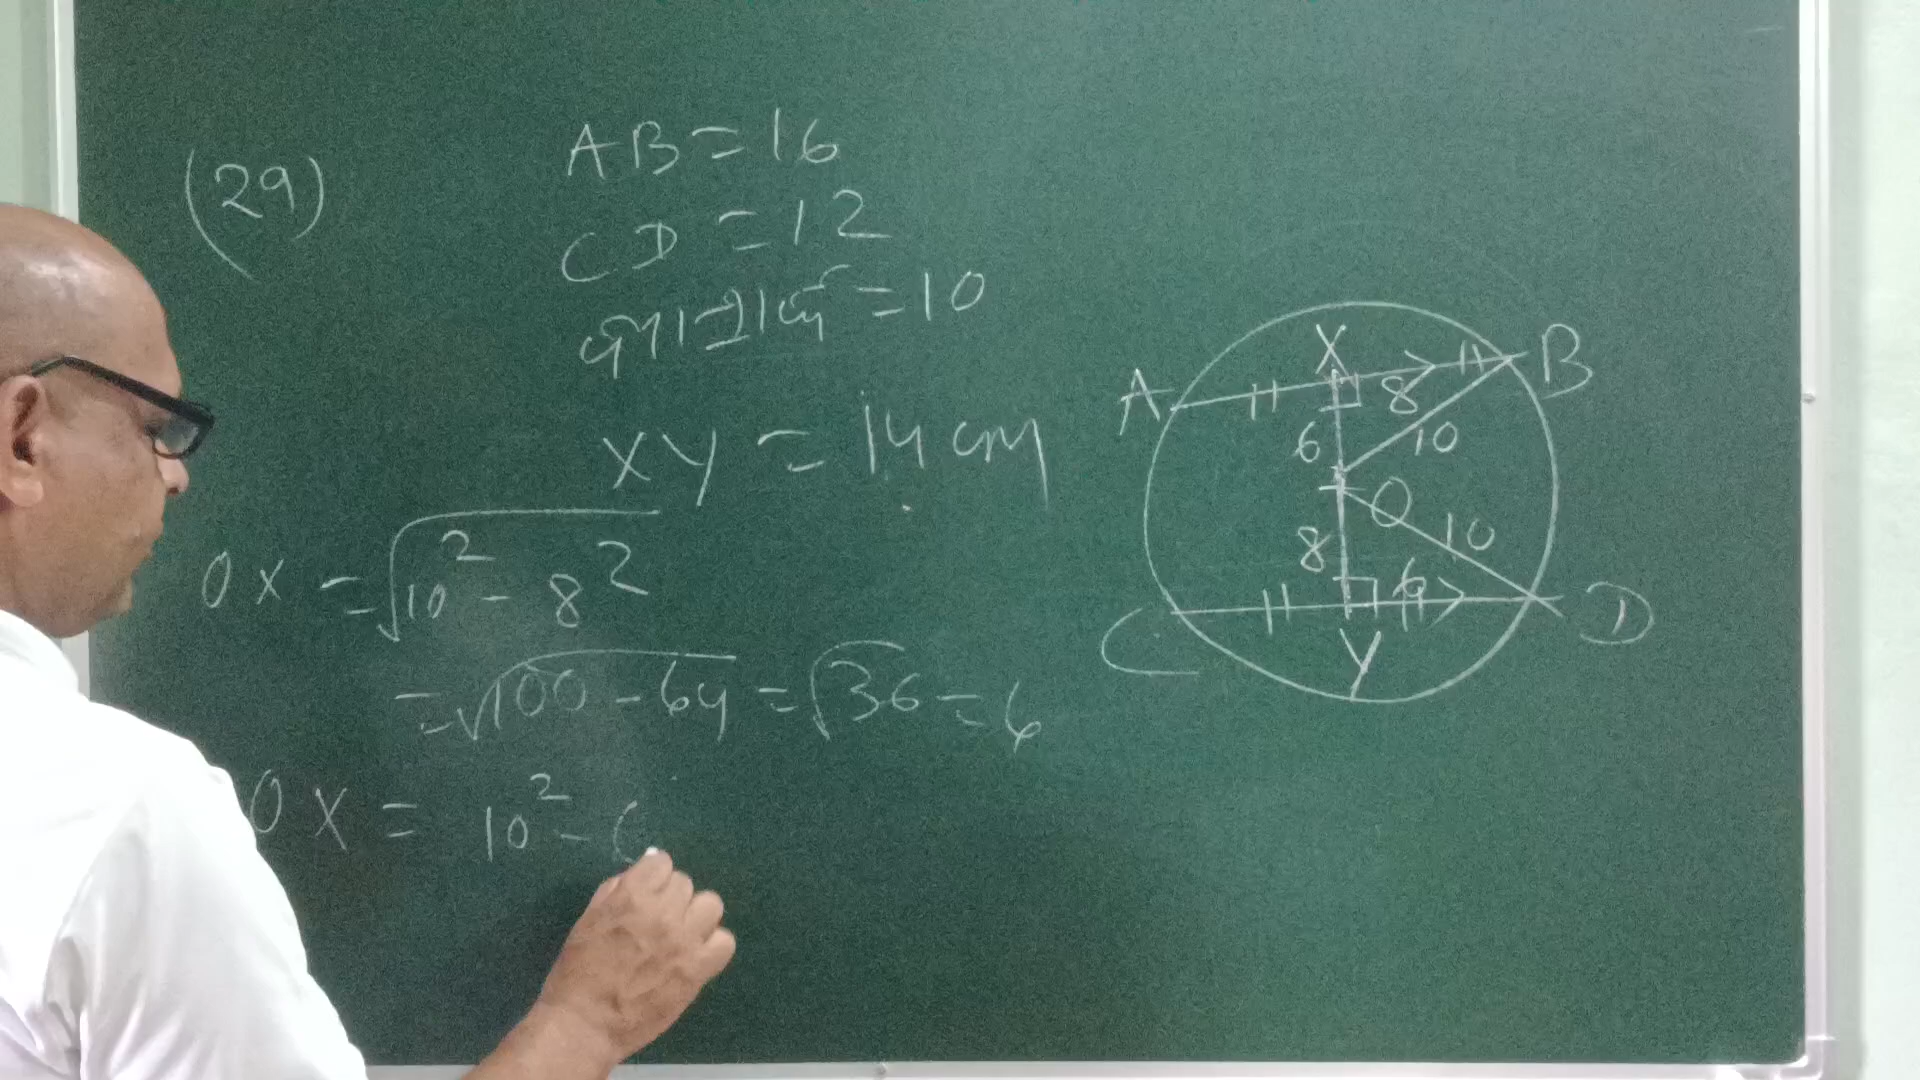 (29)
AB = 16
CD = 12
= 10
XY = 14 cm
OX = √10² - 8²
= √100 - 64 = √36 = 6
OX = 10² - 6
X
A
B
8
6
10
O
10
8
6
C
D
Y